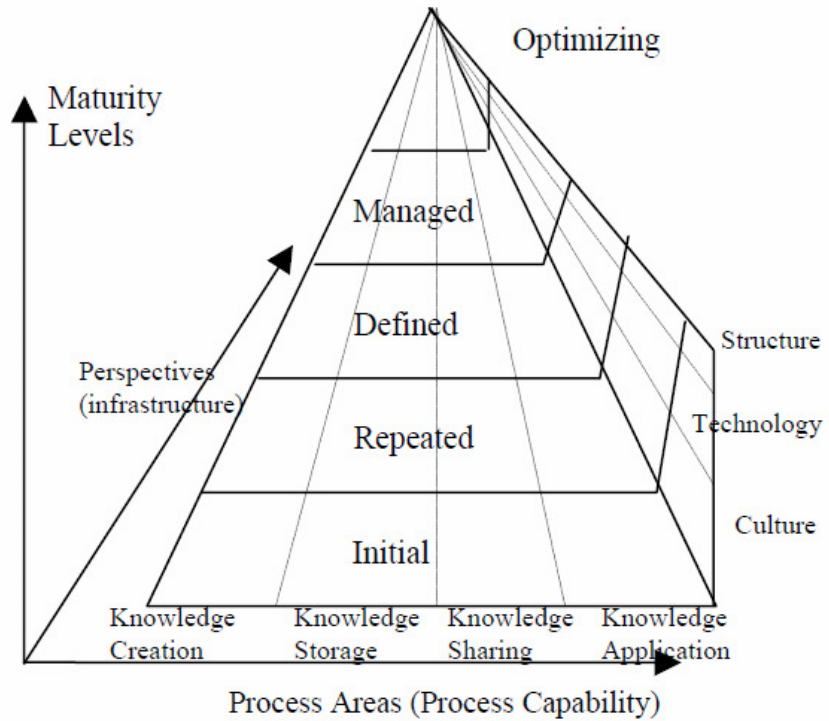 Optimizing
Maturity
Levels
Managed
Defined
Structure
Perspectives
(infrastructure)
Technology
Repeated
Culture
Initial
Knowledge
Creation
Knowledge
Storage
Knowledge
Sharing
Knowledge
Application
Process Areas (Process Capability)